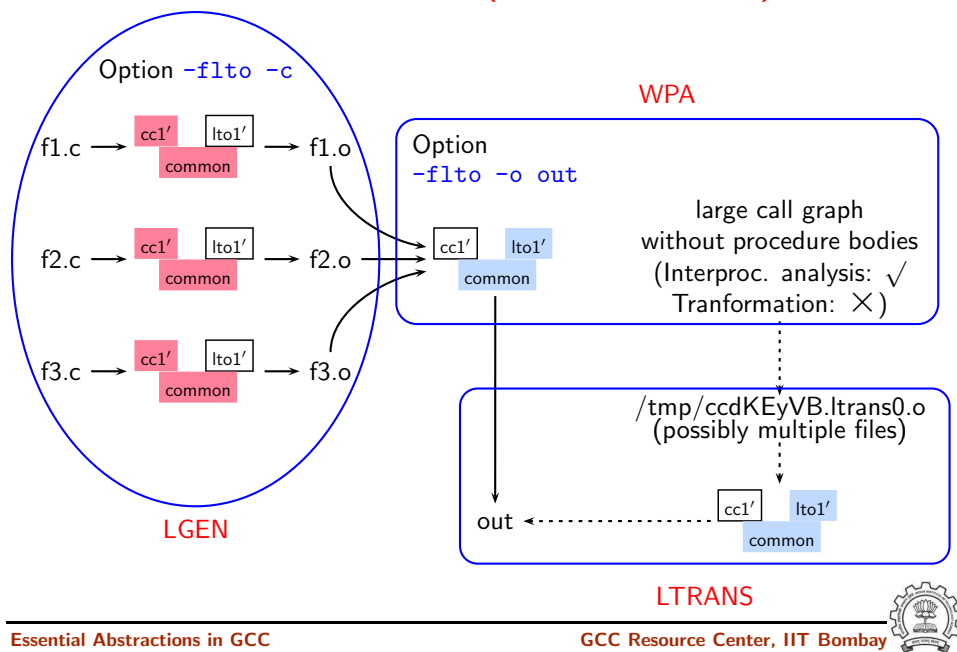 Option -flto -c
f1.c
cc1′
lto1′
common
f1.o
f2.c
cc1′
lto1′
common
f2.o
f3.c
cc1′
lto1′
common
f3.o
LGEN
WPA
Option
-flto -o out
cc1′
lto1′
common
large call graph
without procedure bodies
(Interproc. analysis: √
Tranformation: ×)
/tmp/ccdKEyVB.ltrans0.o
(possibly multiple files)
cc1′
lto1′
common
out
LTRANS
Essential Abstractions in GCC
GCC Resource Center, IIT Bombay